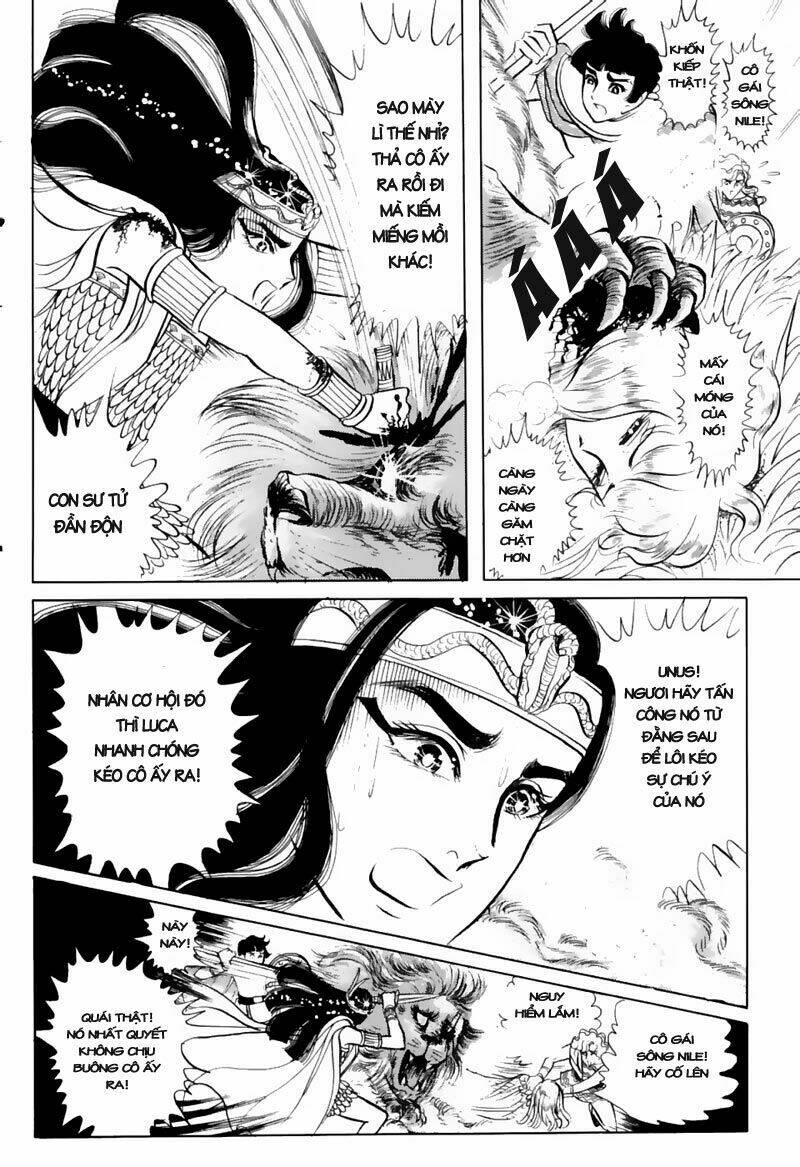 KHỐN
KIẾP
THẬT!
CÔ
GÁI
SÔNG
NILE!
Á Á Á
MẤY
CÁI
MÓNG
CỦA
NÓ!
CÀNG
NGÀY
CÀNG
GĂM
CHẶT
HƠN
SAO MÀY
LÌ THẾ NHỈ?
THẢ CÔ ẤY
RA RỒI ĐI
MÀ KIẾM
MIẾNG MỒI
KHÁC!
CON SƯ TỬ
ĐẦN ĐỘN
UNUS!
NGƯƠI HÃY TẤN
CÔNG NÓ TỪ
ĐẰNG SAU
ĐỂ LÔI KÉO
SỰ CHÚ Ý
CỦA NÓ
NHÂN CƠ HỘI ĐÓ
THÌ LUCA
NHANH CHÓNG
KÉO CÔ ẤY RA!
NÀY
NÀY!
QUÁI THẬT!
NÓ NHẤT QUYẾT
KHÔNG CHỊU
BUÔNG CÔ ẤY
RA!
NGUY
HIỂM LẮM!
CÔ GÁI
SÔNG NILE!
HÃY CỐ LÊN